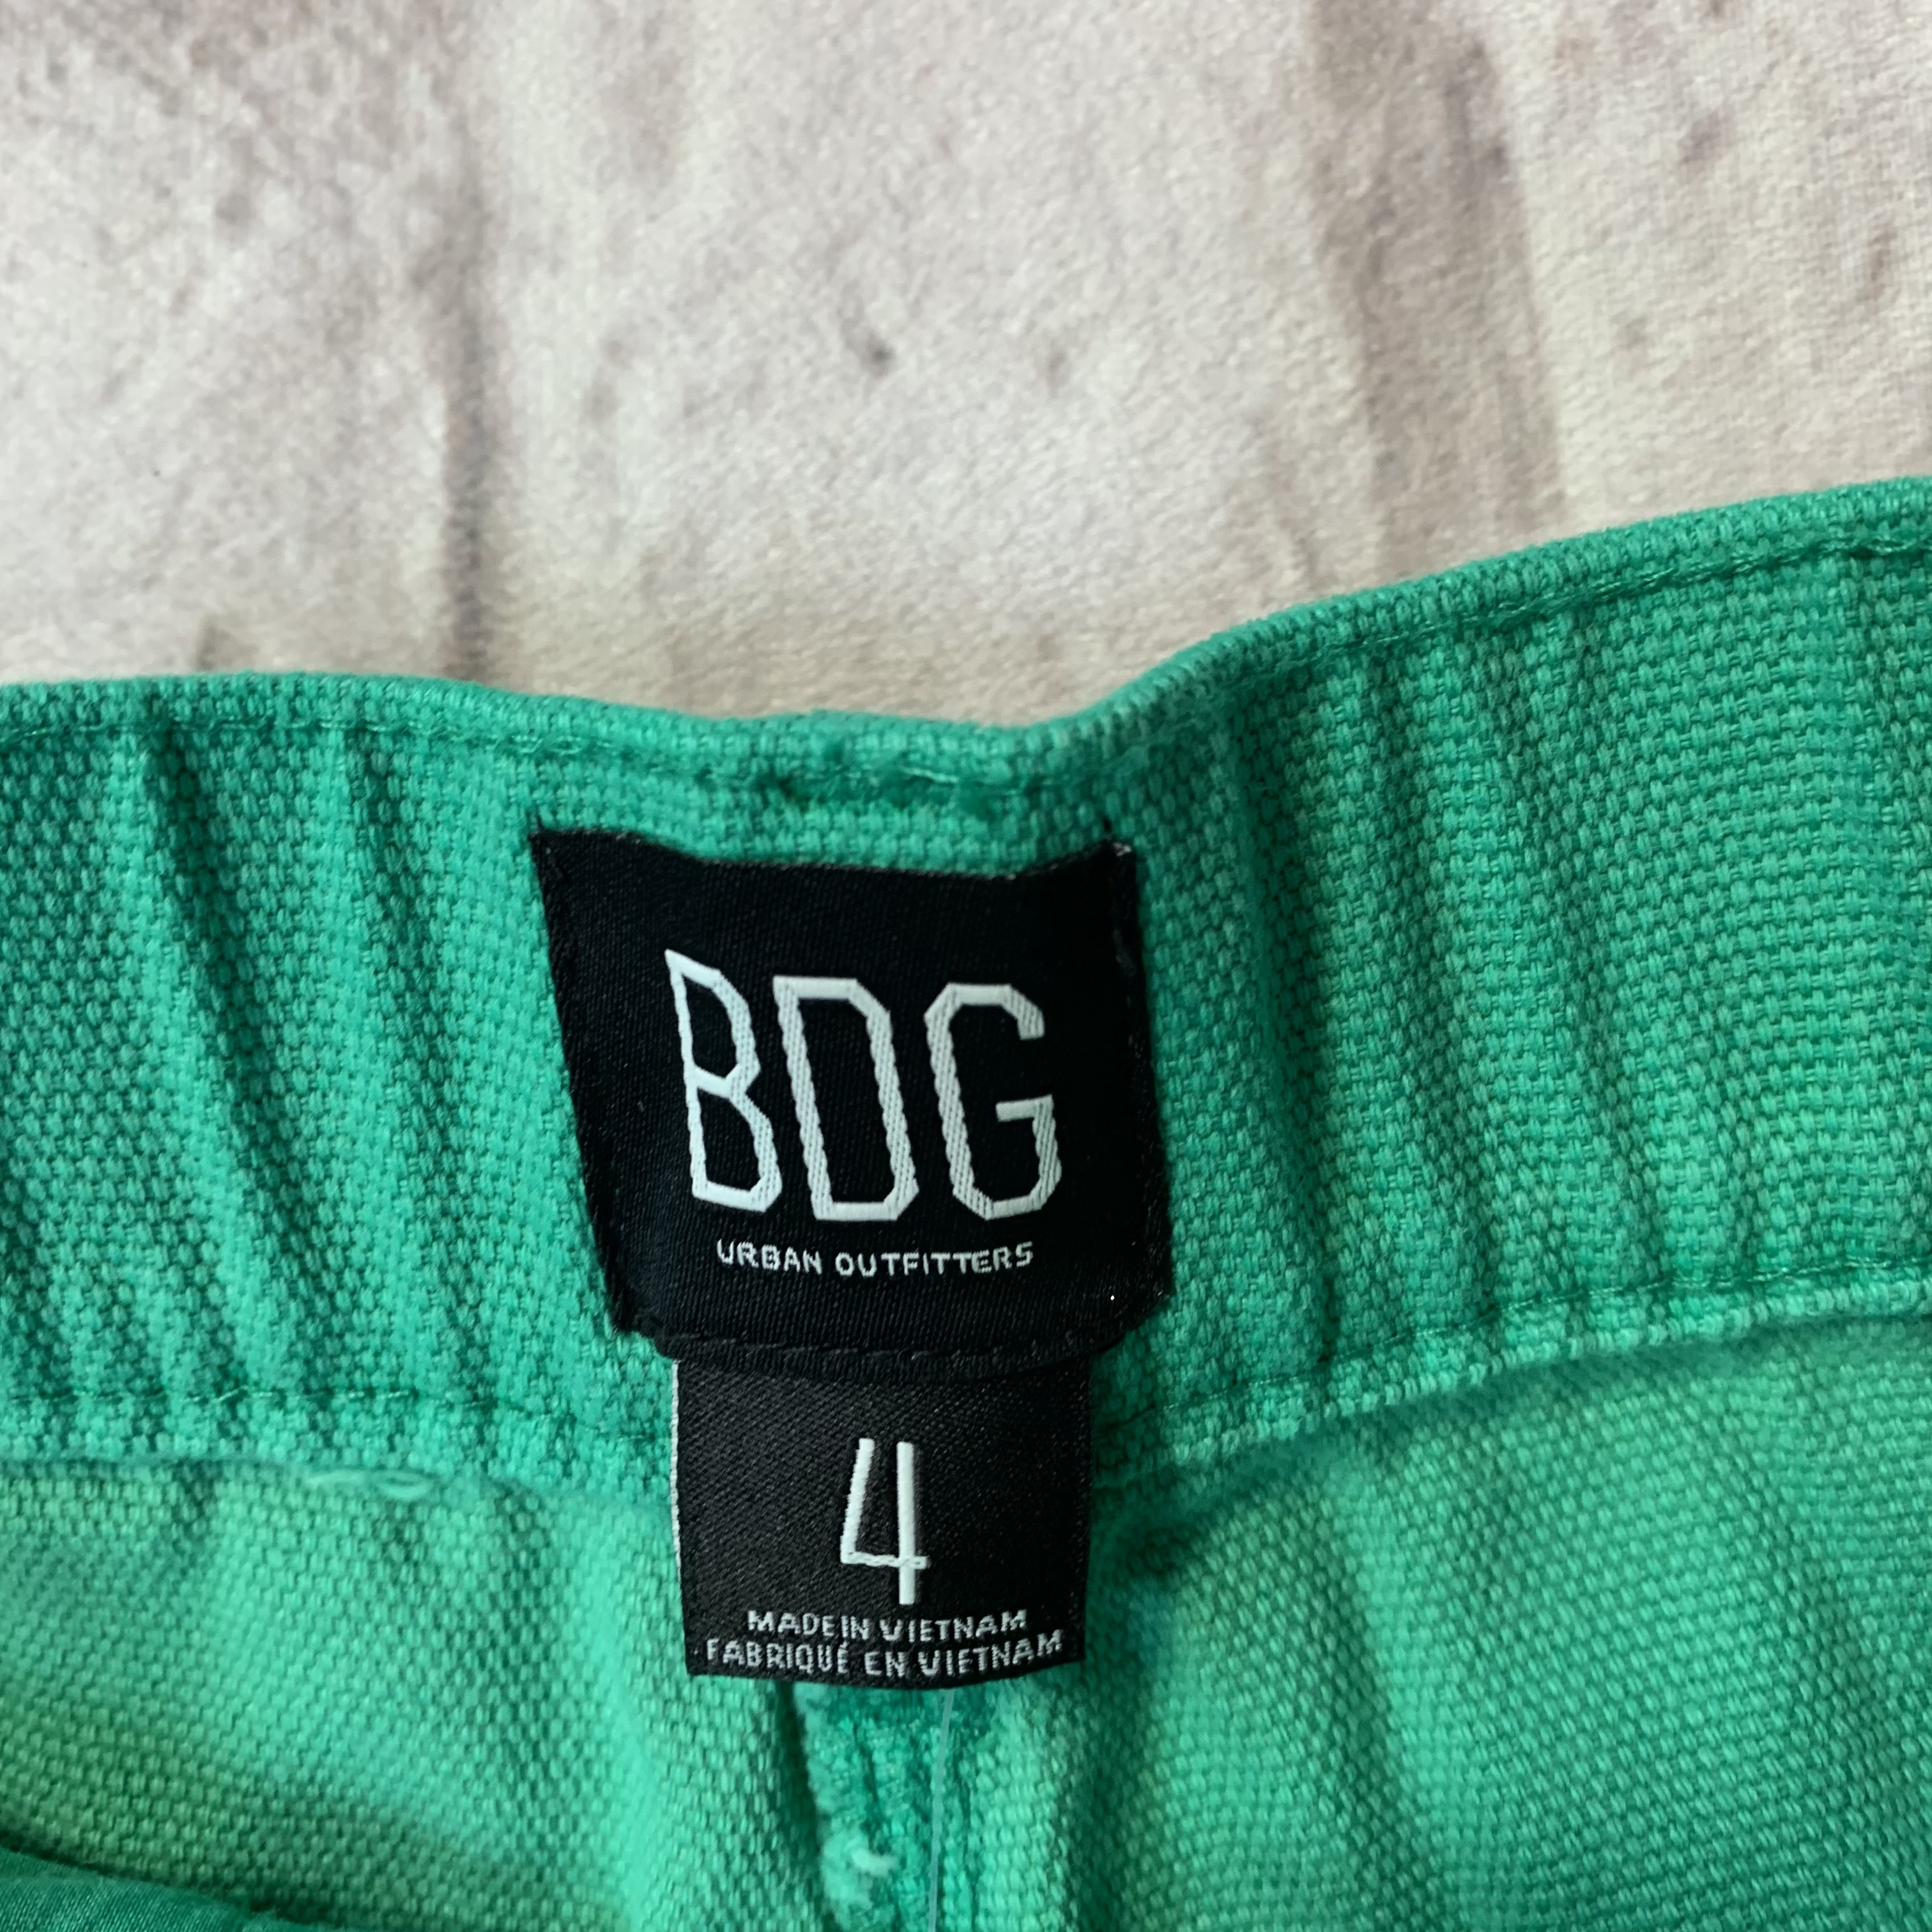 BDG
URBAN OUTFITTERS
4
MADE IN VIETNAM
FABRIQUÉ EN VIETNAM